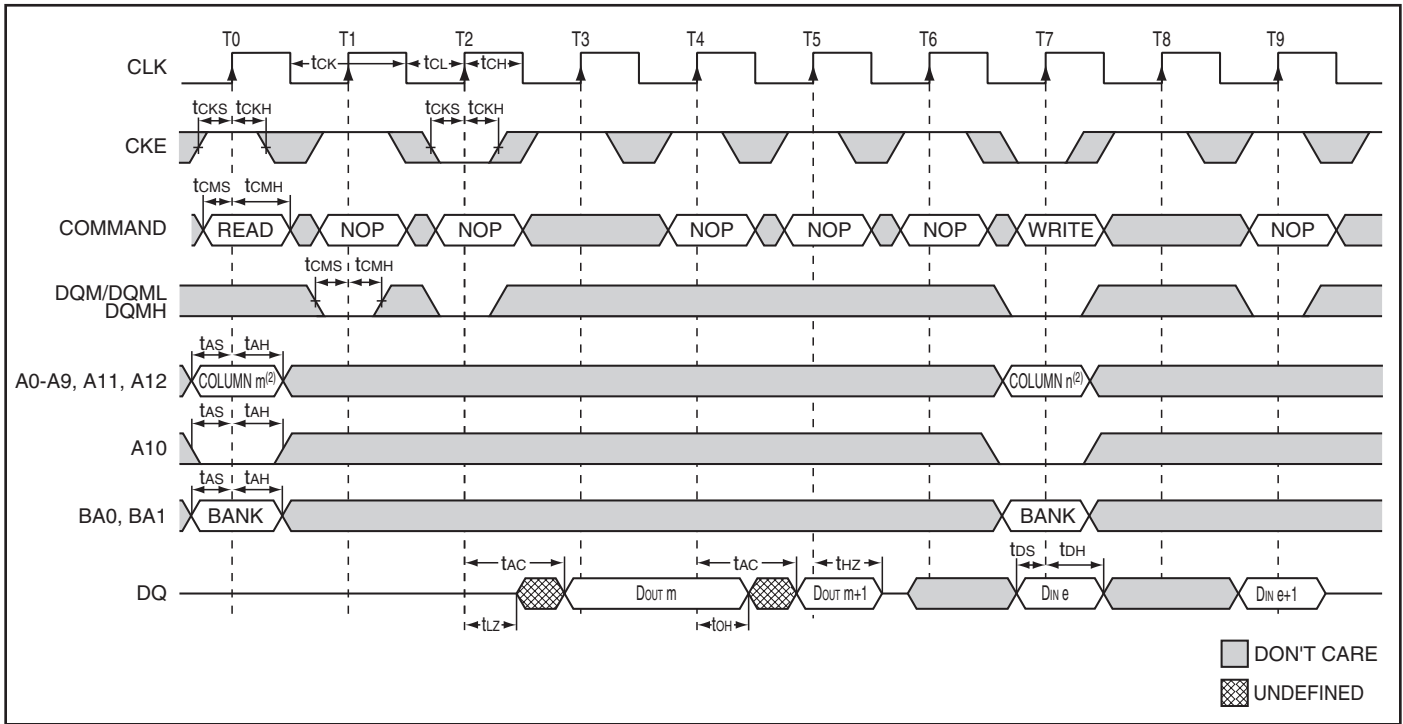 T0 T1 T2 T3 T4 T5 T6 T7 T8 T9
CLK tCK tCL tCH
tCKS tCKH tCKS tCKH
CKE
tCMS tCMH
COMMAND READ NOP NOP NOP NOP NOP WRITE NOP
tCMS tCMH
DQM/DQML
DQMH
tAS tAH
A0-A9, A11, A12 COLUMN m(2) COLUMN n(2)
tAS tAH
A10
tAS tAH
BA0, BA1 BANK BANK
tAC tAC tHZ tDS tDH
DQ DOUT m DOUT m+1 DIN e DIN e+1
tLZ tOH
DON'T CARE
UNDEFINED